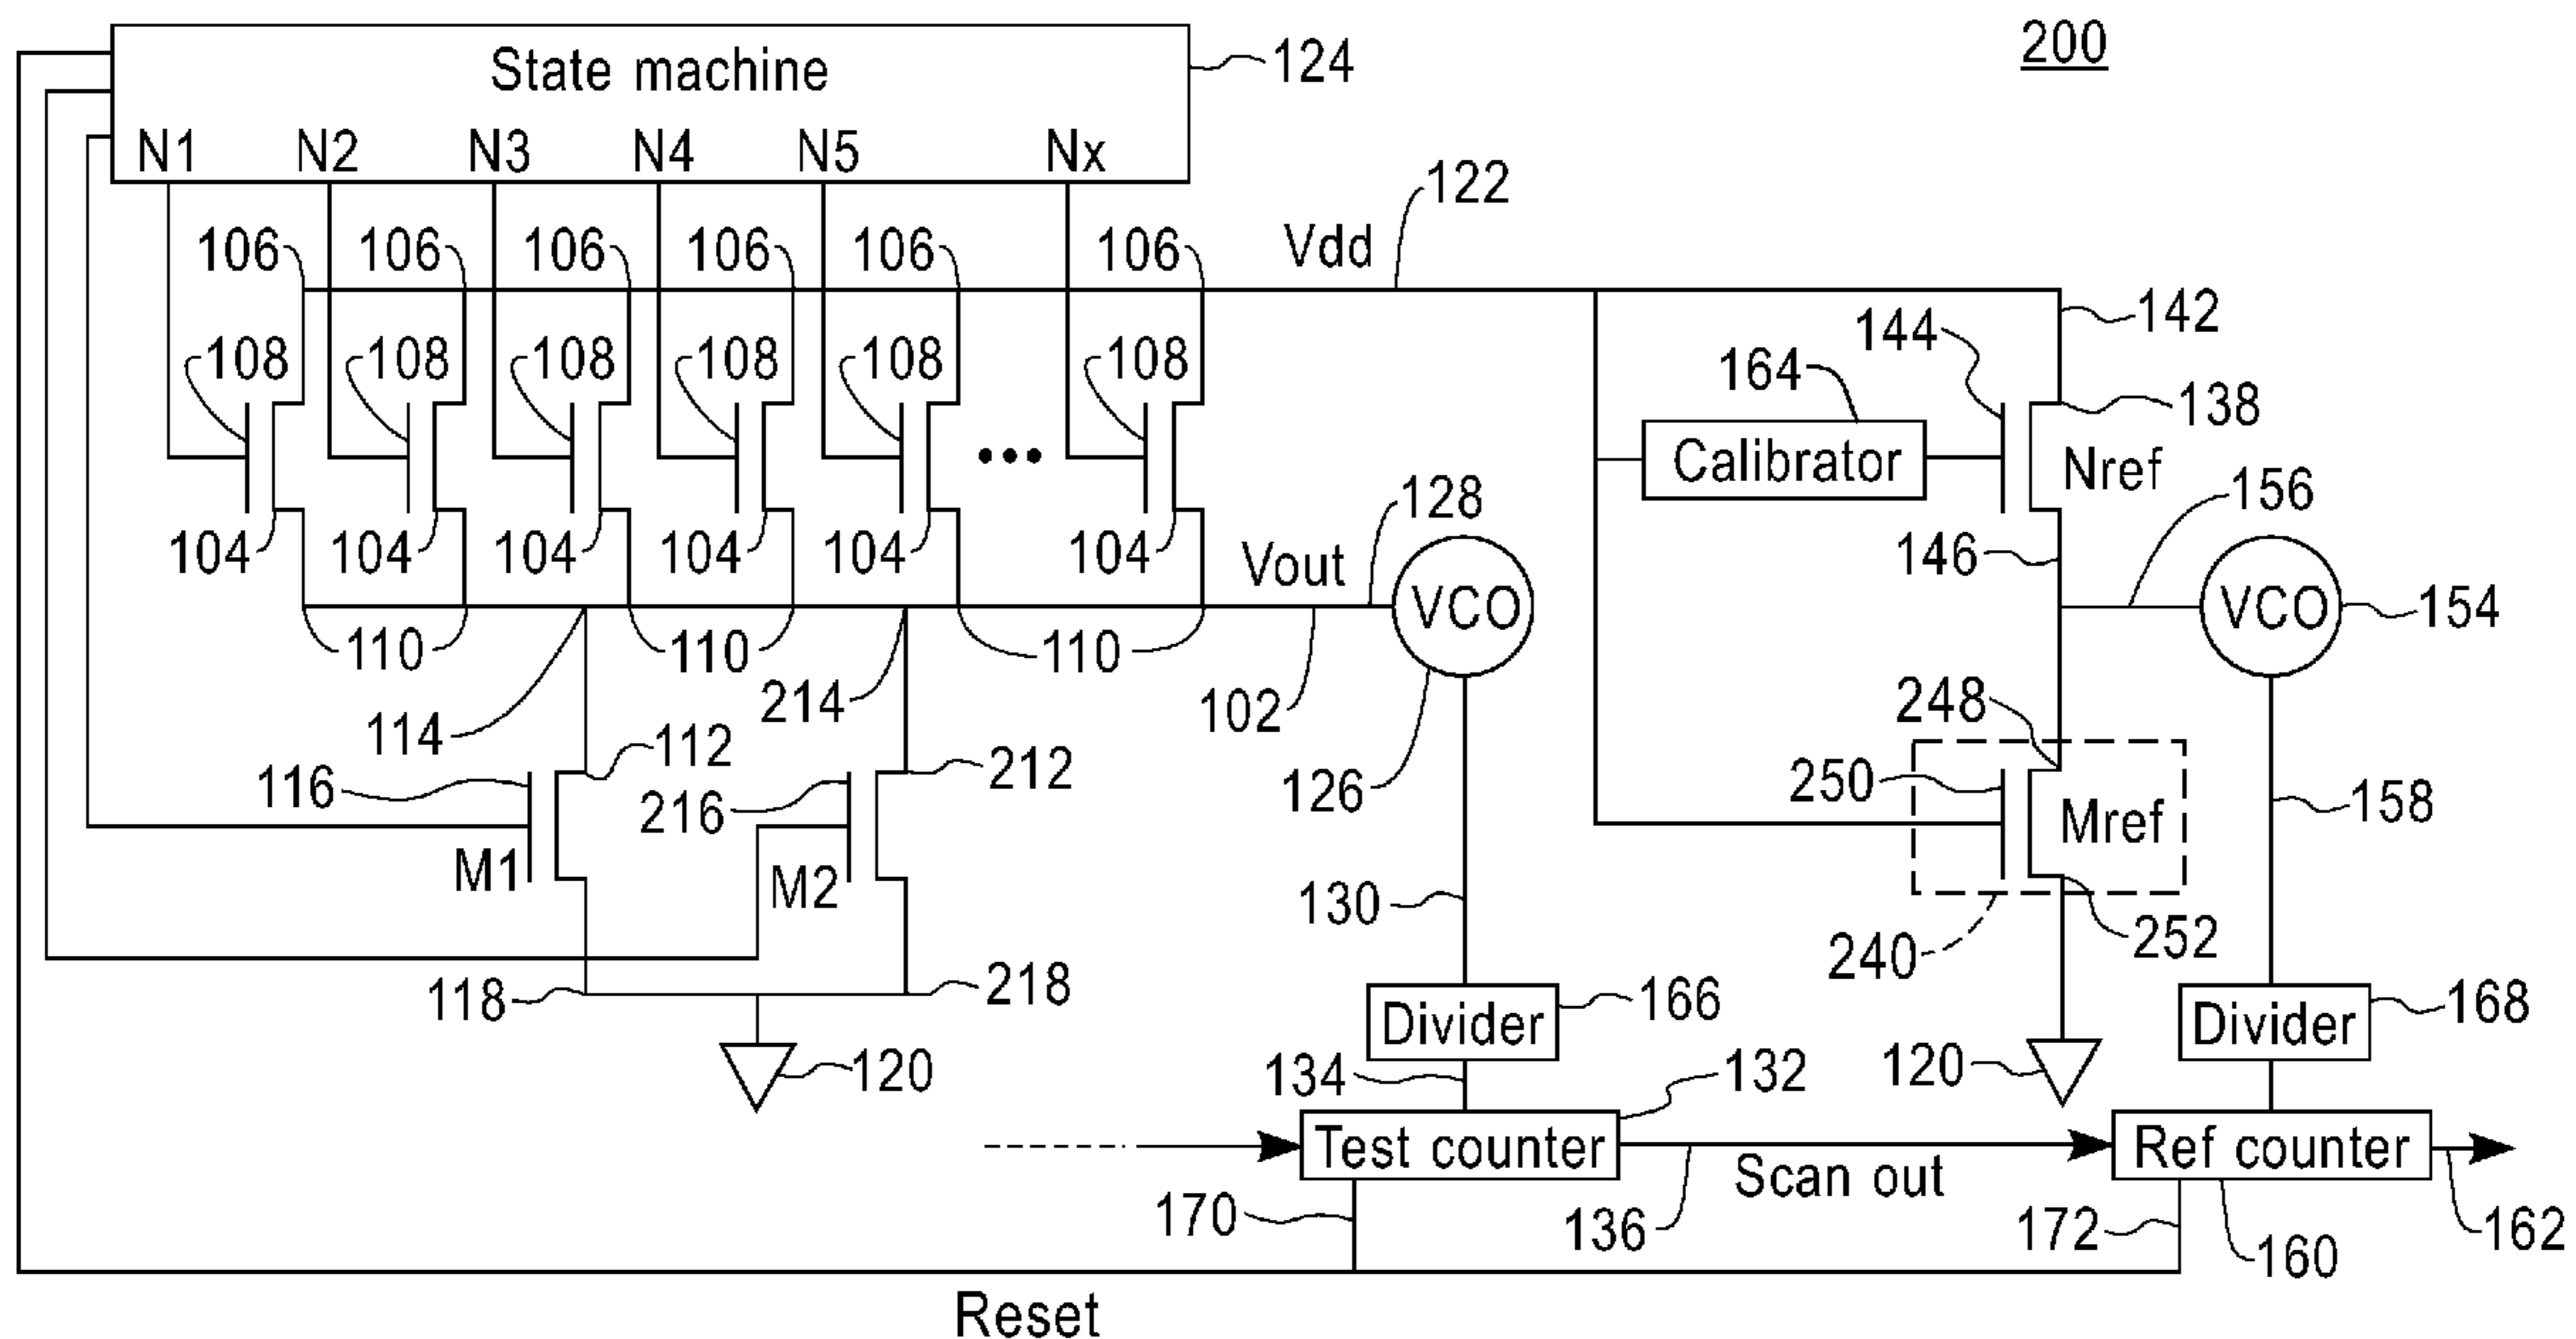 200
State machine
124
N1 N2 N3 N4 N5 Nx
122
106 106 106 106 106 106
Vdd
142
144
108 108 108 108 108 108
164
138
Calibrator
Nref
128
156
104 104 104 104 104 104
Vout
146
VCO
VCO
154
110 110 110
114
214
102
248
112
212
116
216
126
250
Mref
158
M1
M2
130
240
252
118
218
Divider
166
Divider
168
120
134
132
120
Test counter
Ref counter
Scan out
170
136
172
160
162
Reset